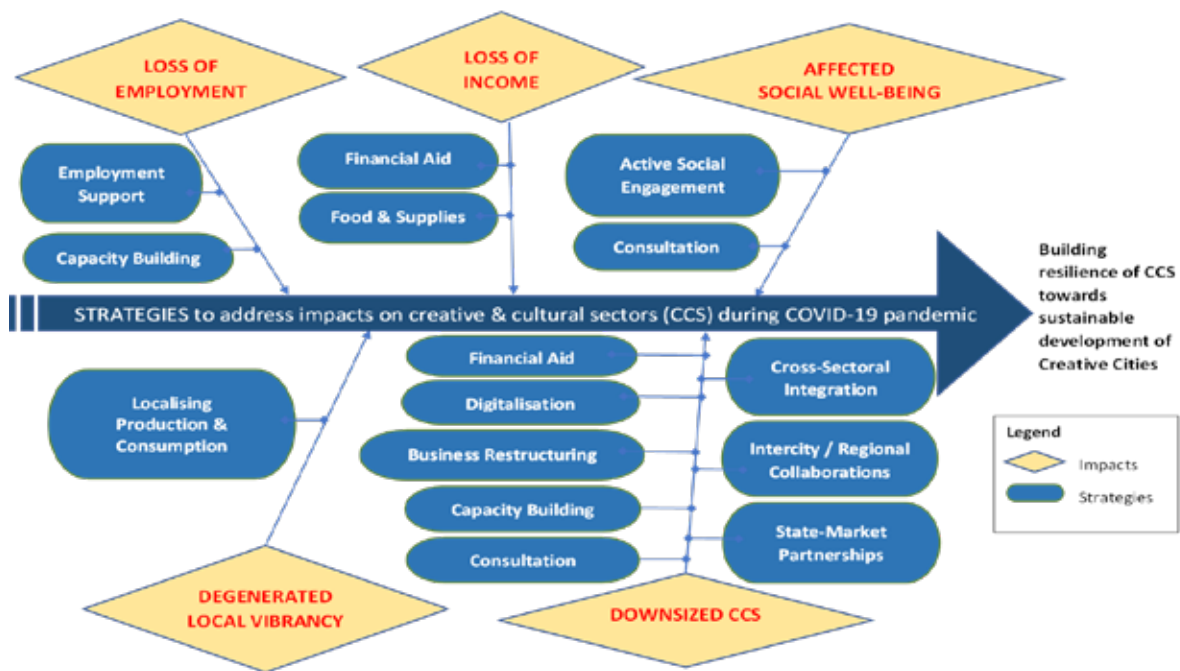 LOSS OF
EMPLOYMENT
LOSS OF
INCOME
AFFECTED
SOCIAL WELL-BEING
Employment
Support
Capacity Building
Financial Aid
Food & Supplies
Active Social
Engagement
Consultation
STRATEGIES to address impacts on creative & cultural sectors (CCS) during COVID-19 pandemic
Building
resilience of CCS
towards
sustainable
development of
Creative Cities
Localising
Production &
Consumption
Financial Aid
Digitalisation
Business Restructuring
Capacity Building
Consultation
Cross-Sectoral
Integration
Intercity / Regional
Collaborations
State-Market
Partnerships
DEGENERATED
LOCAL VIBRANCY
DOWNSIZED CCS
Legend
Impacts
Strategies